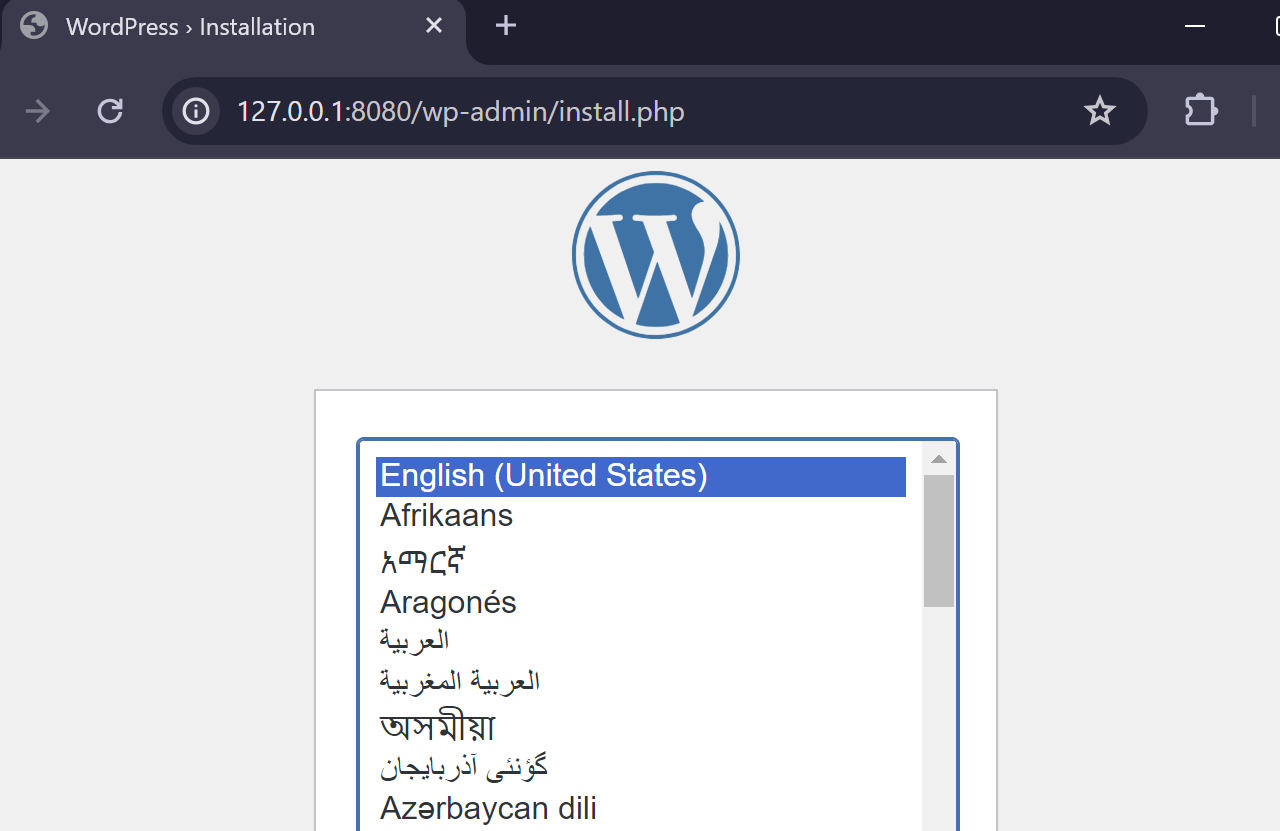 WordPress › Installation
127.0.0.1:8080/wp-admin/install.php
English (United States)
Afrikaans
አማርኛ
Aragonés
العربية
العربية المغربية
অসমীয়া
گؤنئی آذربایجان
Azərbaycan dili